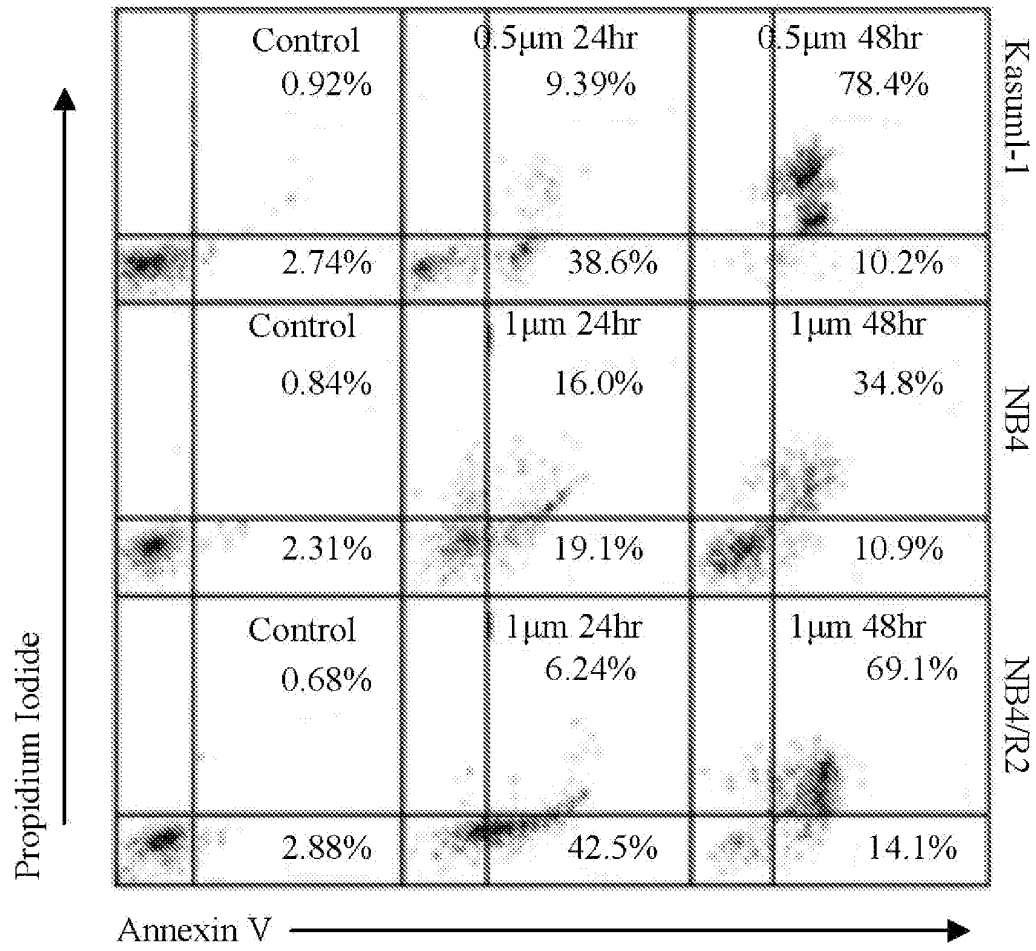 Control
0.5μm 24hr
0.5μm 48hr
0.92%
9.39%
78.4%
2.74%
38.6%
10.2%
Kasuml-1
Control
1μm 24hr
1μm 48hr
0.84%
16.0%
34.8%
2.31%
19.1%
10.9%
NB4
Control
1μm 24hr
1μm 48hr
0.68%
6.24%
69.1%
2.88%
42.5%
14.1%
NB4/R2
Propidium Iodide
Annexin V